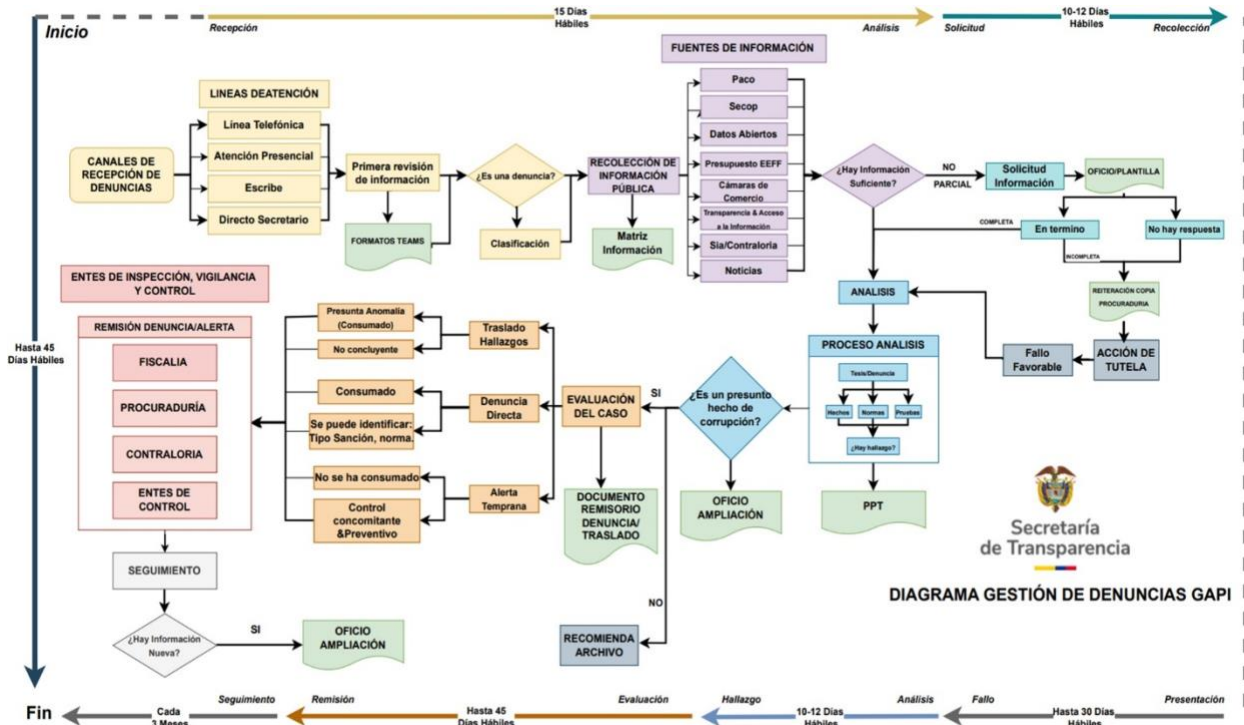 Inicio
Recepción
15 Días
Hábiles
Análisis
Solicitud
10-12 Días
Hábiles
Recolección
FUENTES DE INFORMACIÓN
LINEAS DEATENCIÓN
CANALES DE
RECEPCIÓN DE
DENUNCIAS
Línea Telefónica
Atención Presencial
Escribe
Directo Secretario
Primera revisión
de información
FORMATOS TEAMS
¿Es una denuncia?
Clasificación
RECOLECCIÓN DE
INFORMACIÓN
PÚBLICA
Matriz
Información
Paco
Secop
Datos Abiertos
Presupuesto EEFF
Cámaras de
Comercio
Transparencia & Acceso
a la Información
Sia/Contraloria
Noticias
¿Hay Información
Suficiente?
NO
PARCIAL
Solicitud
Información
OFICIO/PLANTILLA
COMPLETA
En termino
No hay respuesta
INCOMPLETA
REITERACIÓN COPIA
PROCURADURIA
ACCIÓN DE
TUTELA
Fallo
Favorable
ANALISIS
PROCESO ANALISIS
Tesis/Denuncia
Hechos
Normas
Pruebas
¿Hay hallazgo?
PPT
¿Es un presunto
hecho de
corrupción?
OFICIO
AMPLIACIÓN
SI
NO
RECOMIENDA
ARCHIVO
EVALUACIÓN
DEL CASO
DOCUMENTO
REMISORIO
DENUNCIA/
TRASLADO
Traslado
Hallazgos
Presunta Anomalía
(Consumado)
No concluyente
Denuncia
Directa
Consumado
Se puede identificar:
Tipo Sanción, norma.
Alerta
Temprana
No se ha consumado
Control
concomitante
&Preventivo
ENTES DE INSPECCIÓN, VIGILANCIA
Y CONTROL
REMISIÓN DENUNCIA/ALERTA
FISCALIA
PROCURADURÍA
CONTRALORIA
ENTES DE
CONTROL
SEGUIMIENTO
¿Hay Información
Nueva?
SI
OFICIO
AMPLIACIÓN
Hasta 45
Días Hábiles
Secretaría
de Transparencia
DIAGRAMA GESTIÓN DE DENUNCIAS GAPI
Fin
Cada
3 Meses
Seguimiento
Remisión
Hasta 45
Días Hábiles
Evaluación
Hallazgo
10-12 Días
Hábiles
Análisis
Fallo
Hasta 30 Días
Hábiles
Presentación